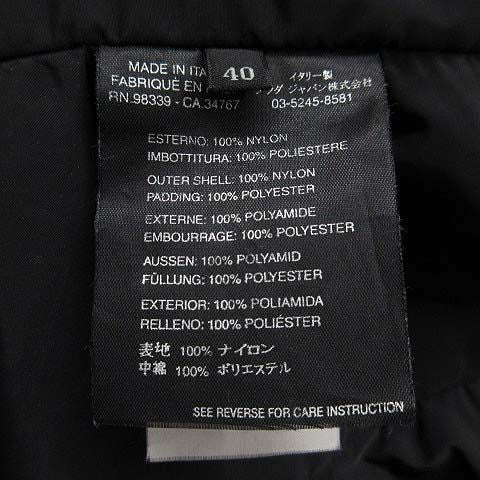 40
MADE IN ITA イタリー製
FABRIQUÉ EN ダ ジャパン株式会社
RN.98339 - CA.34767 03-5245-8581
ESTERNO: 100% NYLON
IMBOTTITURA: 100% POLIESTERE
OUTER SHELL: 100% NYLON
PADDING: 100% POLYESTER
EXTERNE: 100% POLYAMIDE
EMBOURRAGE: 100% POLYESTER
AUSSEN: 100% POLYAMID
FÜLLUNG: 100% POLYESTER
EXTERIOR: 100% POLIAMIDA
RELLENO: 100% POLIÉSTER
表地 100% ナイロン
中綿 100% ポリエステル
SEE REVERSE FOR CARE INSTRUCTION